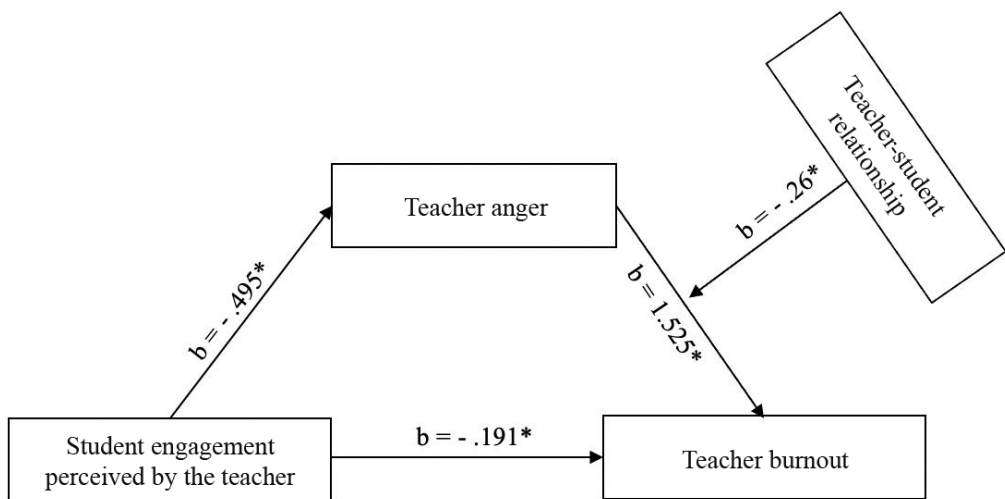 Teacher-student
relationship
b = - .26*
Teacher anger
b = - .495*
b = 1.525*
Student engagement
perceived by the teacher
b = - .191*
Teacher burnout